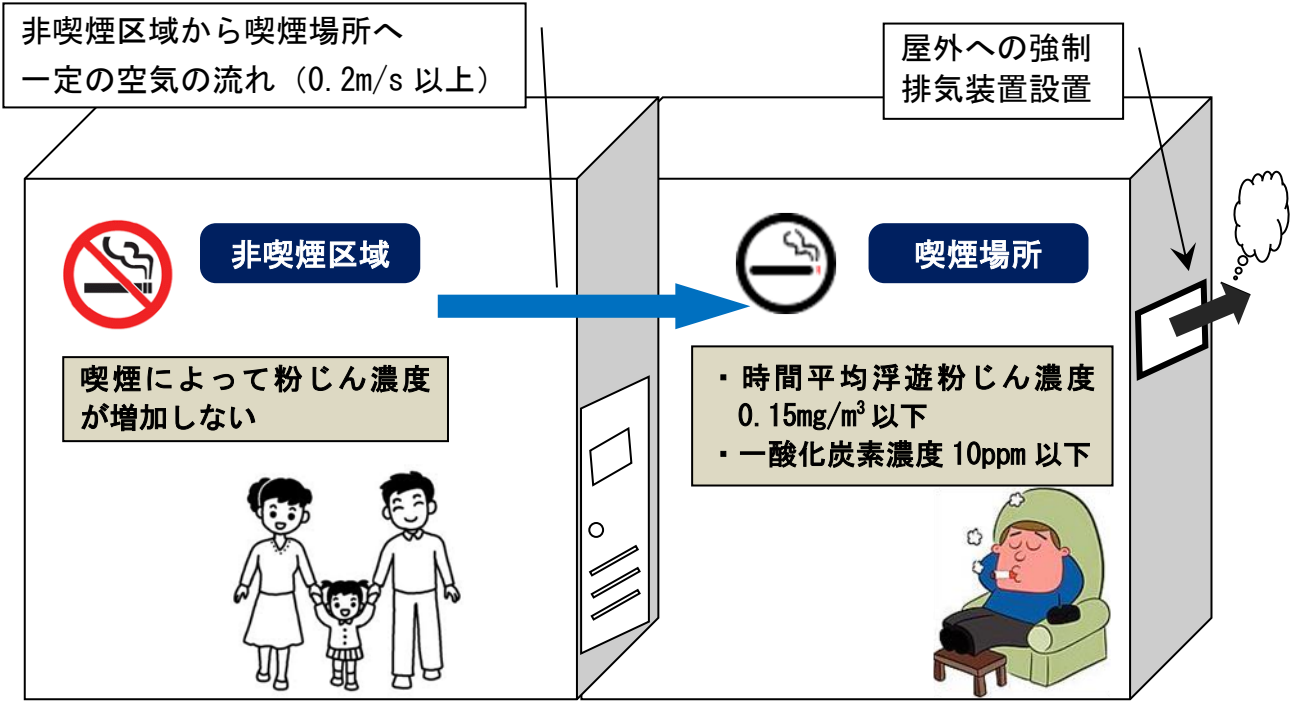 非喫煙区域から喫煙場所へ
一定の空気の流れ（0.2m/s 以上）
屋外への強制
排気装置設置
非喫煙区域
喫煙場所
喫煙によって粉じん濃度
が増加しない
・時間平均浮遊粉じん濃度
0.15mg/m³以下
・一酸化炭素濃度 10ppm 以下